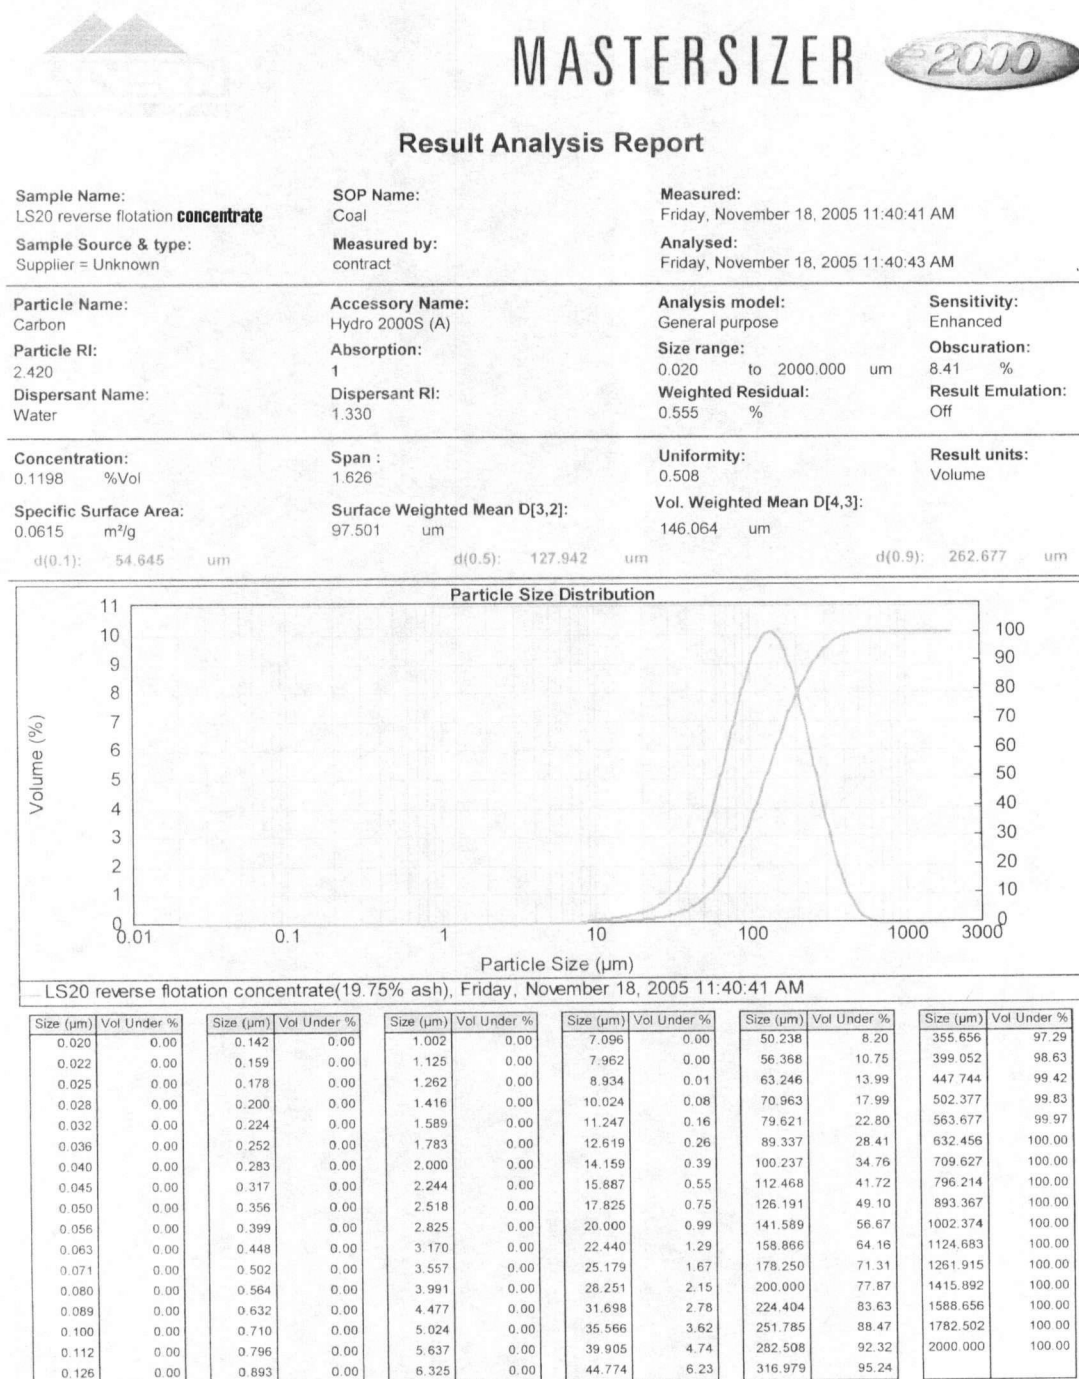 MASTERSIZER 2000
Result Analysis Report
Sample Name: SOP Name: Measured:
LS20 reverse flotation concentrate Coal Friday, November 18, 2005 11:40:41 AM
Sample Source & type: Measured by: Analysed:
Supplier = Unknown contract Friday, November 18, 2005 11:40:43 AM
Particle Name: Accessory Name: Analysis model: Sensitivity:
Carbon Hydro 2000S (A) General purpose Enhanced
Particle RI: Absorption: Size range: Obscuration:
2.420 1 0.020 to 2000.000 um 8.41 %
Dispersant Name: Dispersant RI: Weighted Residual: Result Emulation:
Water 1.330 0.555 % Off
Concentration: Span : Uniformity: Result units:
0.1198 %Vol 1.626 0.508 Volume
Specific Surface Area: Surface Weighted Mean D[3,2]: Vol. Weighted Mean D[4,3]:
0.0615 m²/g 97.501 um 146.064 um
d(0.1): 54.645 um d(0.5): 127.942 um d(0.9): 262.677 um
Particle Size Distribution
11
10 100
9 90
8 80
7 70
6 60
5 50
4 40
3 30
2 20
1 10
0 0
Volume (%)
0.01 0.1 1 10 100 1000 3000
Particle Size (µm)
LS20 reverse flotation concentrate(19.75% ash), Friday, November 18, 2005 11:40:41 AM
Size (µm) Vol Under % Size (µm) Vol Under % Size (µm) Vol Under % Size (µm) Vol Under % Size (µm) Vol Under % Size (µm) Vol Under %
0.020 0.00 0.142 0.00 1.002 0.00 7.096 0.00 50.238 8.20 355.656 97.29
0.022 0.00 0.159 0.00 1.125 0.00 7.962 0.00 56.368 10.75 399.052 98.63
0.025 0.00 0.178 0.00 1.262 0.00 8.934 0.01 63.246 13.99 447.744 99 42
0.028 0.00 0.200 0.00 1.416 0.00 10.024 0.08 70.963 17.99 502.377 99.83
0.032 0.00 0.224 0.00 1.589 0.00 11.247 0.16 79.621 22.80 563.677 99.97
0.036 0.00 0.252 0.00 1.783 0.00 12.619 0.26 89.337 28.41 632.456 100.00
0.040 0.00 0.283 0.00 2.000 0.00 14.159 0.39 100.237 34.76 709.627 100.00
0.045 0.00 0.317 0.00 2.244 0.00 15.887 0.55 112.468 41.72 796.214 100.00
0.050 0.00 0.356 0.00 2.518 0.00 17.825 0.75 126.191 49.10 893.367 100.00
0.056 0.00 0.399 0.00 2.825 0.00 20.000 0.99 141.589 56.67 1002.374 100.00
0.063 0.00 0.448 0.00 3.170 0.00 22.440 1.29 158.866 64.16 1124.683 100.00
0.071 0.00 0.502 0.00 3.557 0.00 25.179 1.67 178.250 71.31 1261.915 100.00
0.080 0.00 0.564 0.00 3.991 0.00 28.251 2.15 200.000 77.87 1415.892 100.00
0.089 0.00 0.632 0.00 4.477 0.00 31.698 2.78 224.404 83.63 1588.656 100.00
0.100 0.00 0.710 0.00 5.024 0.00 35.566 3.62 251.785 88.47 1782.502 100.00
0.112 0.00 0.796 0.00 5.637 0.00 39.905 4.74 282.508 92.32 2000.000 100.00
0.126 0.00 0.893 0.00 6.325 0.00 44.774 6.23 316.979 95.24